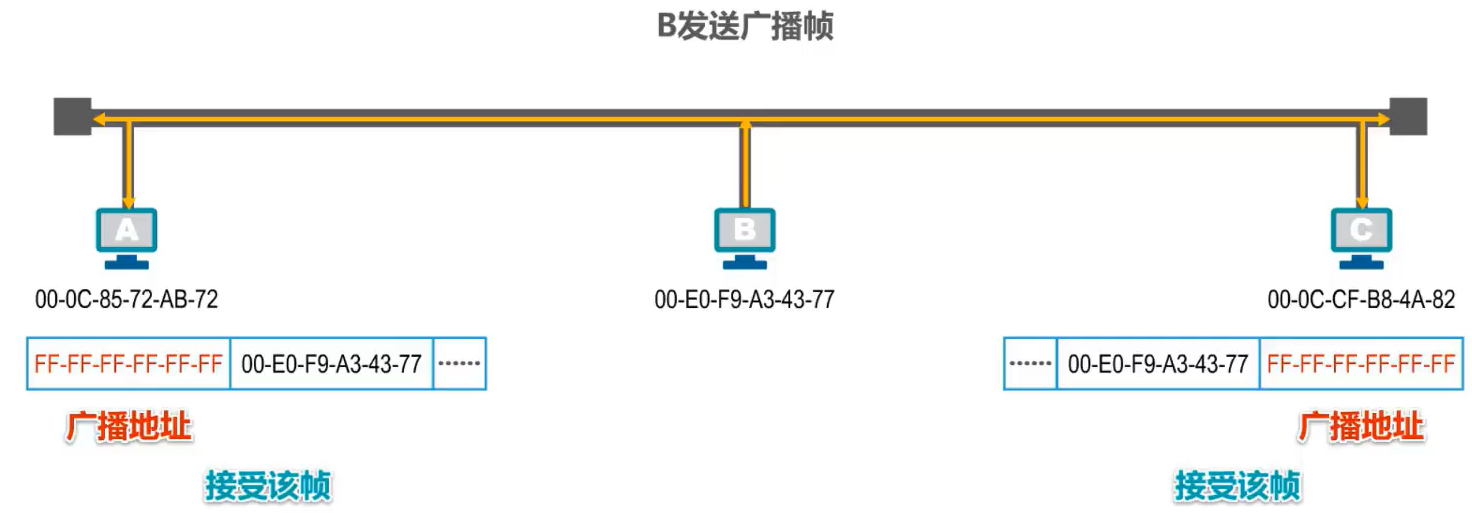 B发送广播帧
A
B
C
00-0C-85-72-AB-72
00-E0-F9-A3-43-77
00-0C-CF-B8-4A-82
FF-FF-FF-FF-FF-FF 00-E0-F9-A3-43-77 ······
······ 00-E0-F9-A3-43-77 FF-FF-FF-FF-FF-FF
广播地址
广播地址
接受该帧
接受该帧